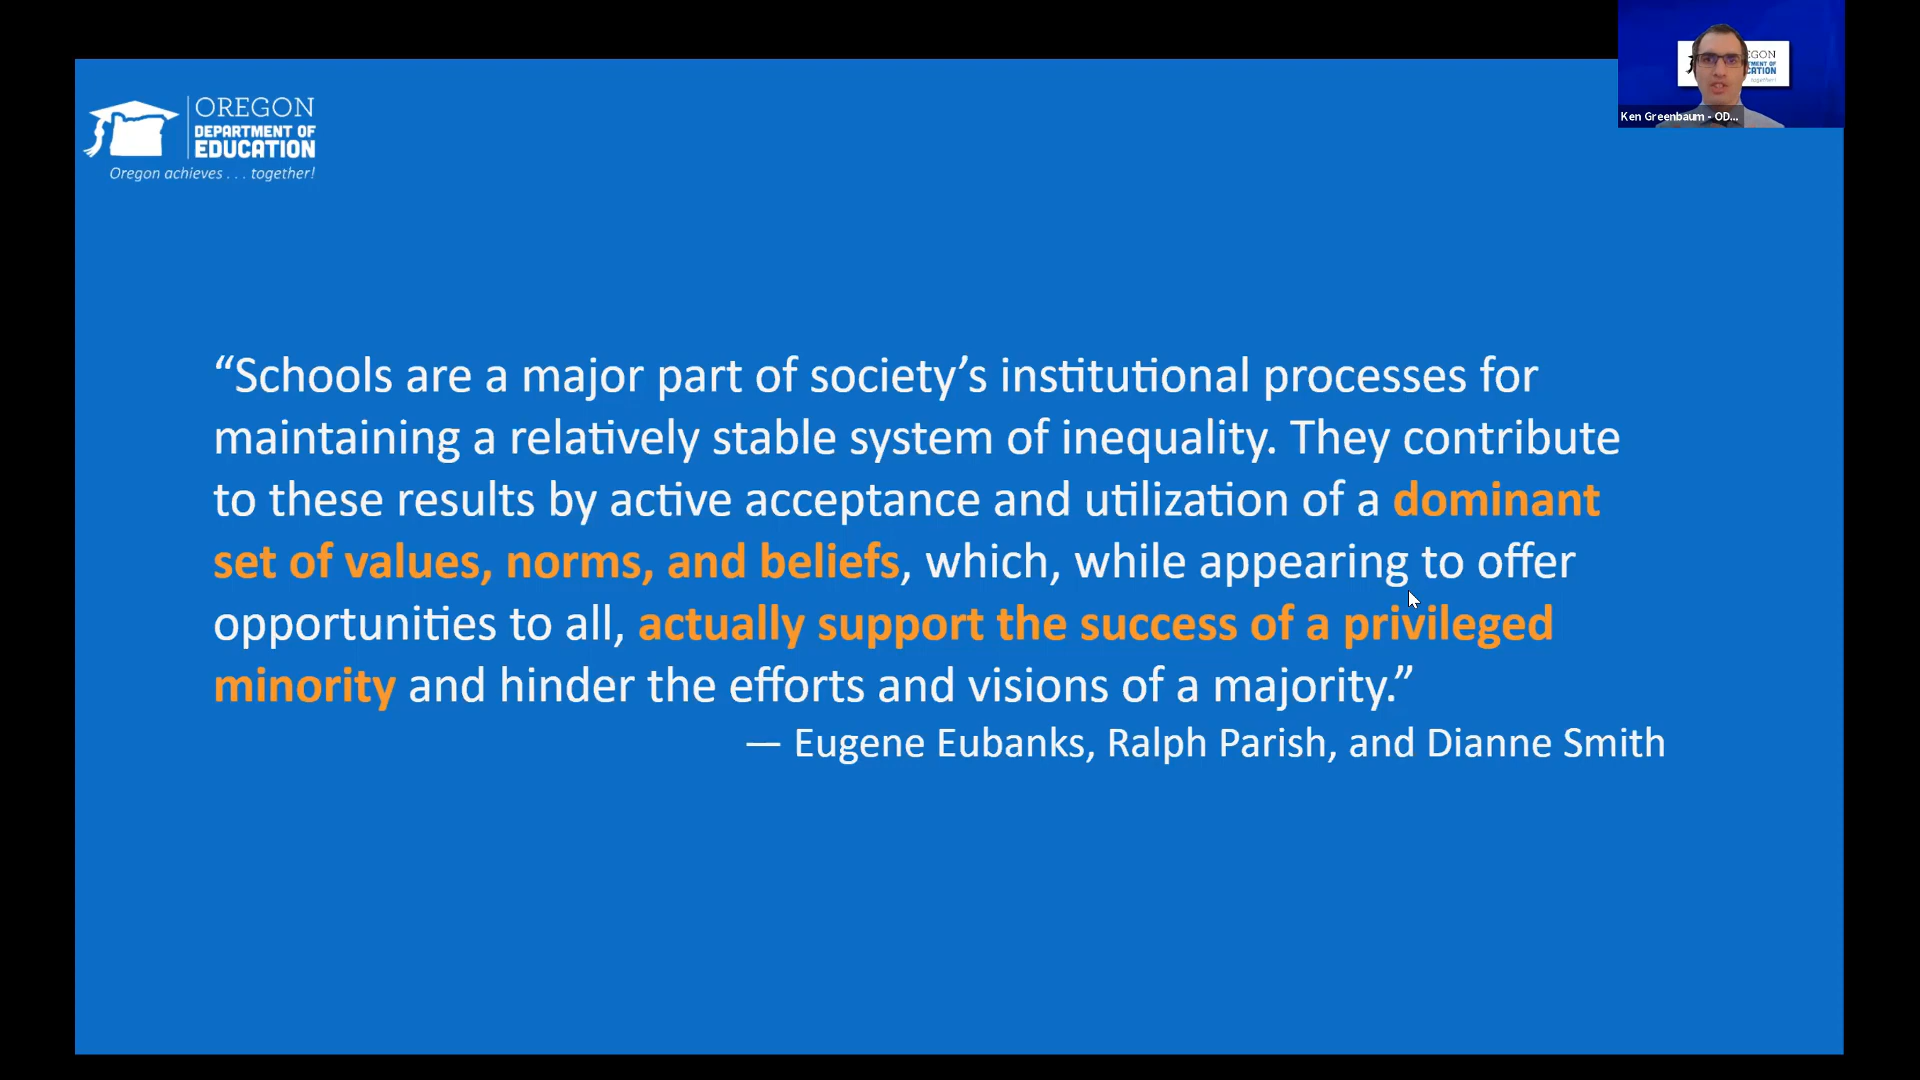 OREGON
DEPARTMENT OF
EDUCATION
Oregon achieves . . . together!
Ken Greenbaum - OD...
“Schools are a major part of society’s institutional processes for
maintaining a relatively stable system of inequality. They contribute
to these results by active acceptance and utilization of a dominant
set of values, norms, and beliefs, which, while appearing to offer
opportunities to all, actually support the success of a privileged
minority and hinder the efforts and visions of a majority.”
— Eugene Eubanks, Ralph Parish, and Dianne Smith